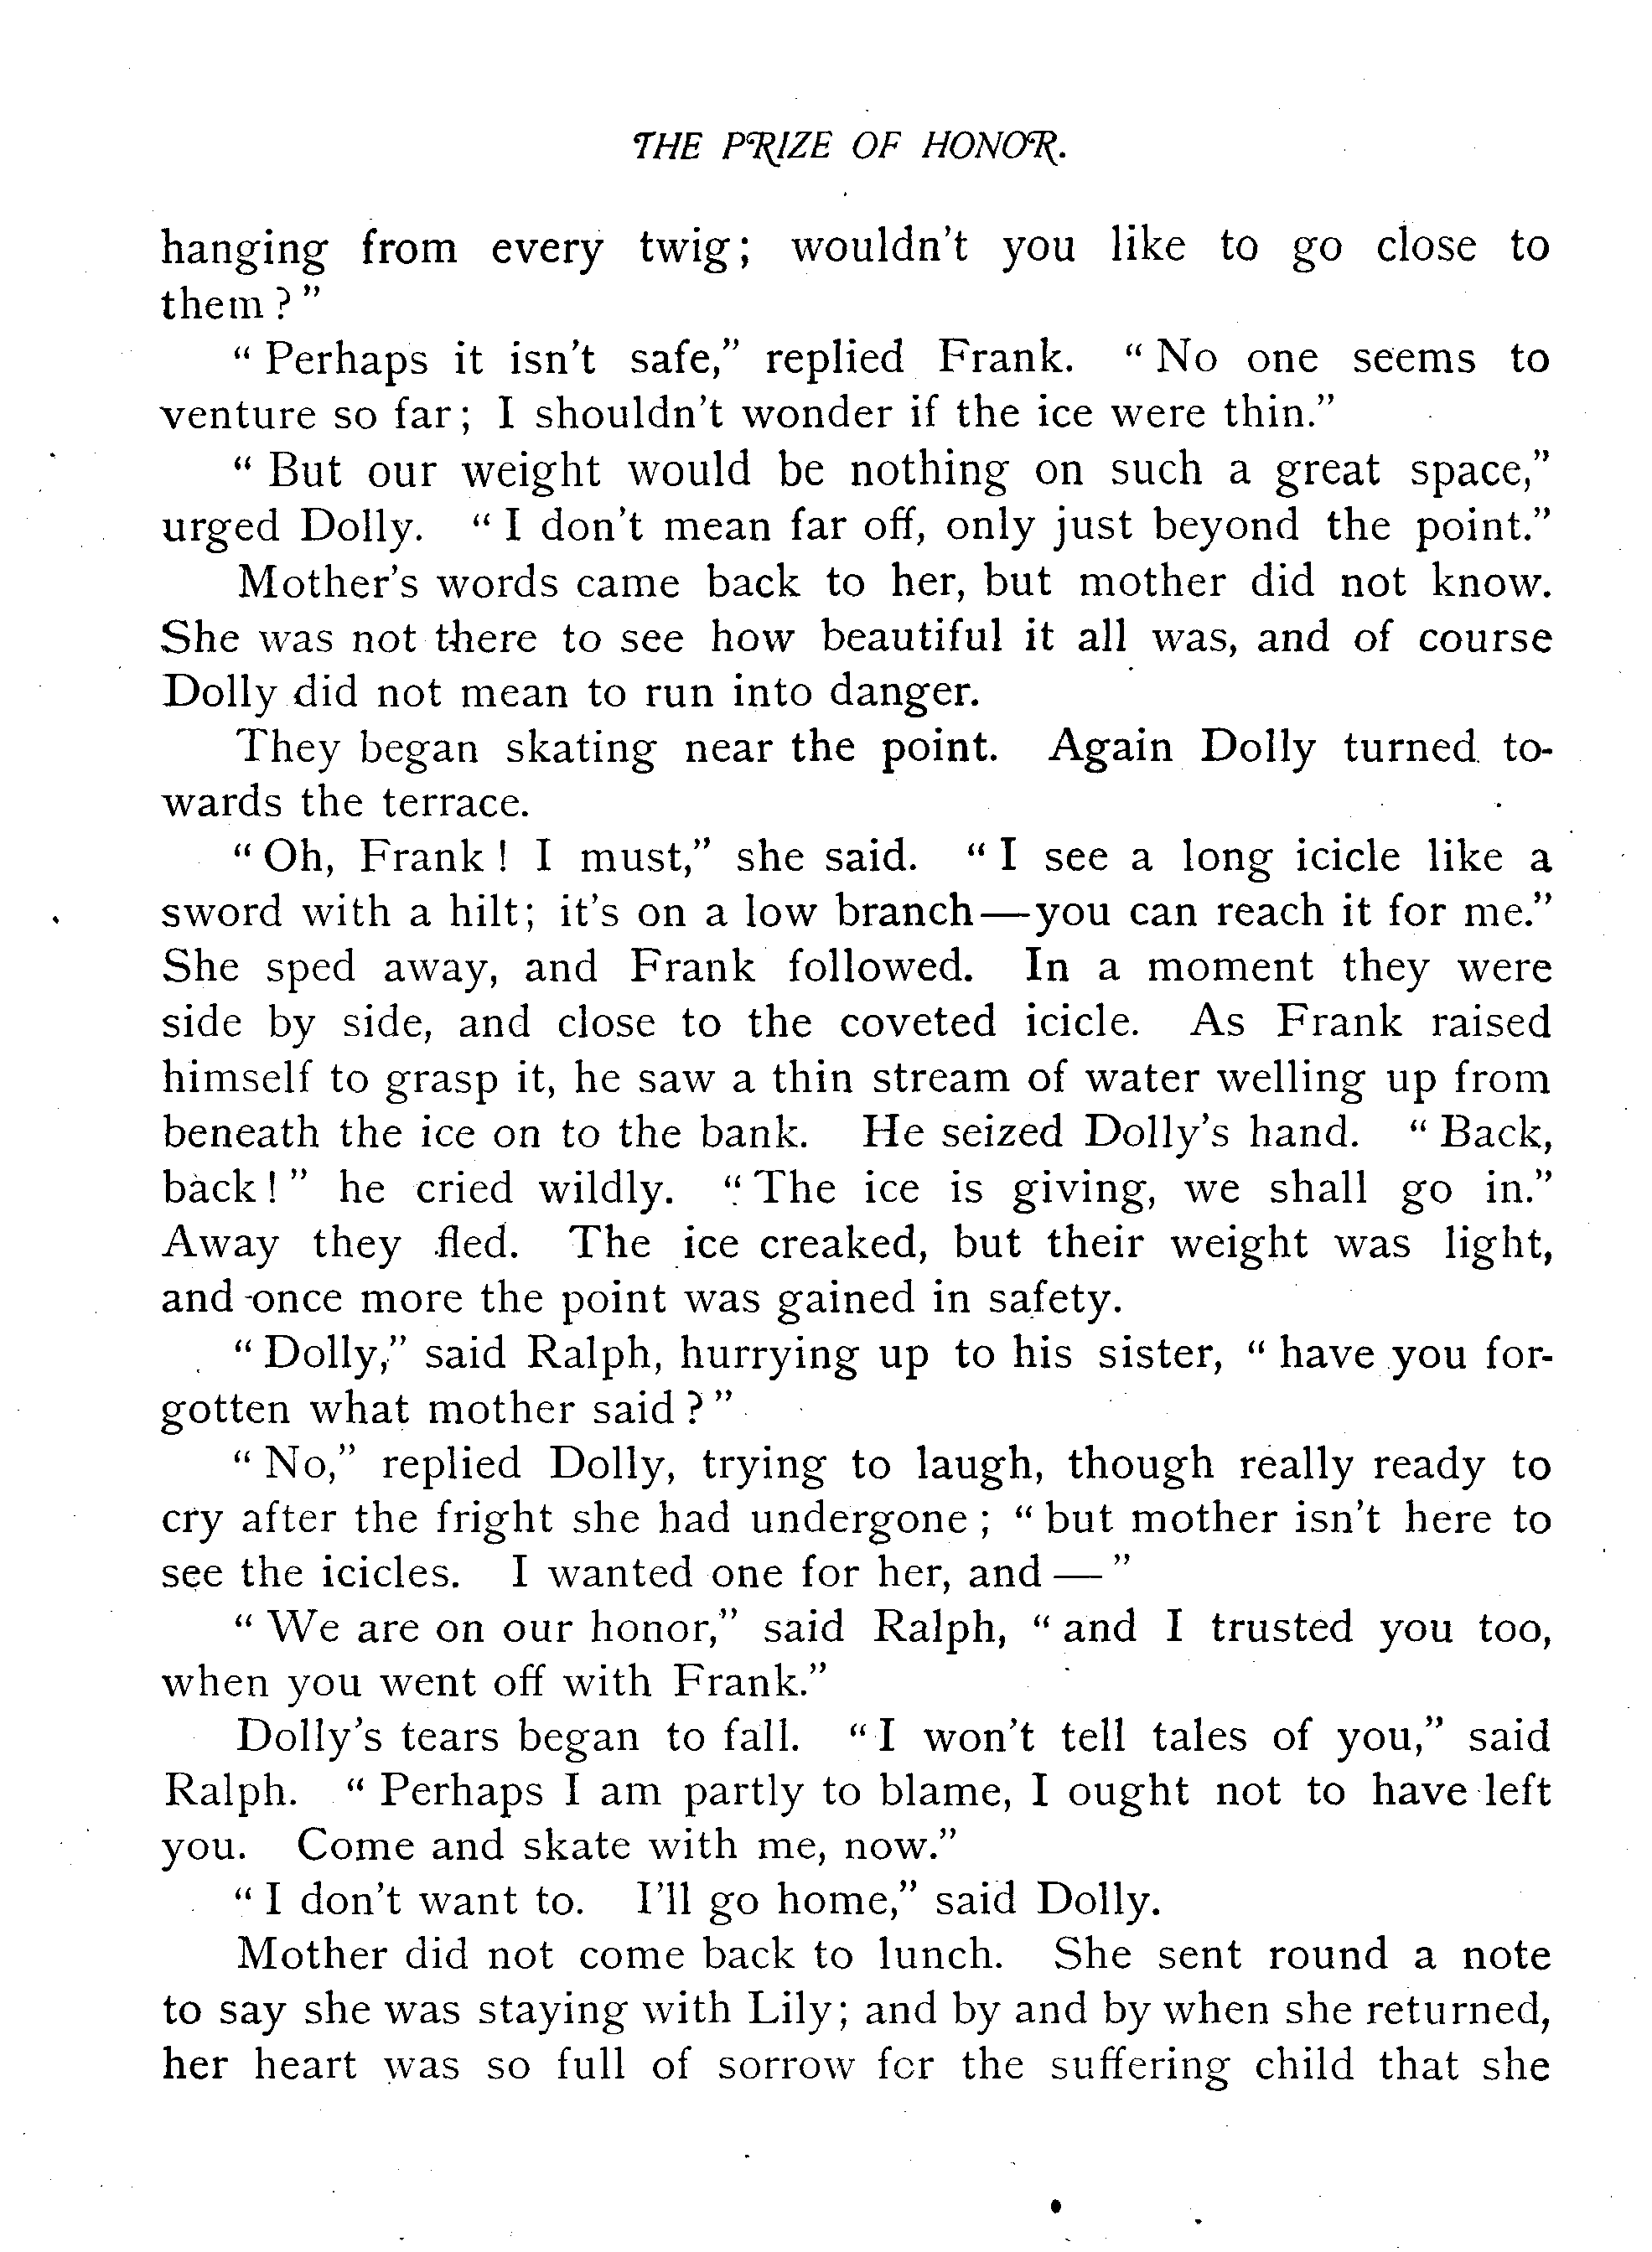 THE PRIZE OF HONOR.
hanging from every twig; wouldn't you like to go close to
them?"
"Perhaps it isn't safe," replied Frank. "No one seems to
venture so far; I shouldn't wonder if the ice were thin."
"But our weight would be nothing on such a great space,"
urged Dolly. "I don't mean far off, only just beyond the point."
Mother's words came back to her, but mother did not know.
She was not there to see how beautiful it all was, and of course
Dolly did not mean to run into danger.
They began skating near the point. Again Dolly turned to-
wards the terrace.
"Oh, Frank! I must," she said. "I see a long icicle like a
sword with a hilt; it's on a low branch—you can reach it for me."
She sped away, and Frank followed. In a moment they were
side by side, and close to the coveted icicle. As Frank raised
himself to grasp it, he saw a thin stream of water welling up from
beneath the ice on to the bank. He seized Dolly's hand. "Back,
back!" he cried wildly. "The ice is giving, we shall go in."
Away they fled. The ice creaked, but their weight was light,
and once more the point was gained in safety.
"Dolly," said Ralph, hurrying up to his sister, "have you for-
gotten what mother said?"
"No," replied Dolly, trying to laugh, though really ready to
cry after the fright she had undergone; "but mother isn't here to
see the icicles. I wanted one for her, and—"
"We are on our honor," said Ralph, "and I trusted you too,
when you went off with Frank."
Dolly's tears began to fall. "I won't tell tales of you," said
Ralph. "Perhaps I am partly to blame, I ought not to have left
you. Come and skate with me, now."
"I don't want to. I'll go home," said Dolly.
Mother did not come back to lunch. She sent round a note
to say she was staying with Lily; and by and by when she returned,
her heart was so full of sorrow for the suffering child that she